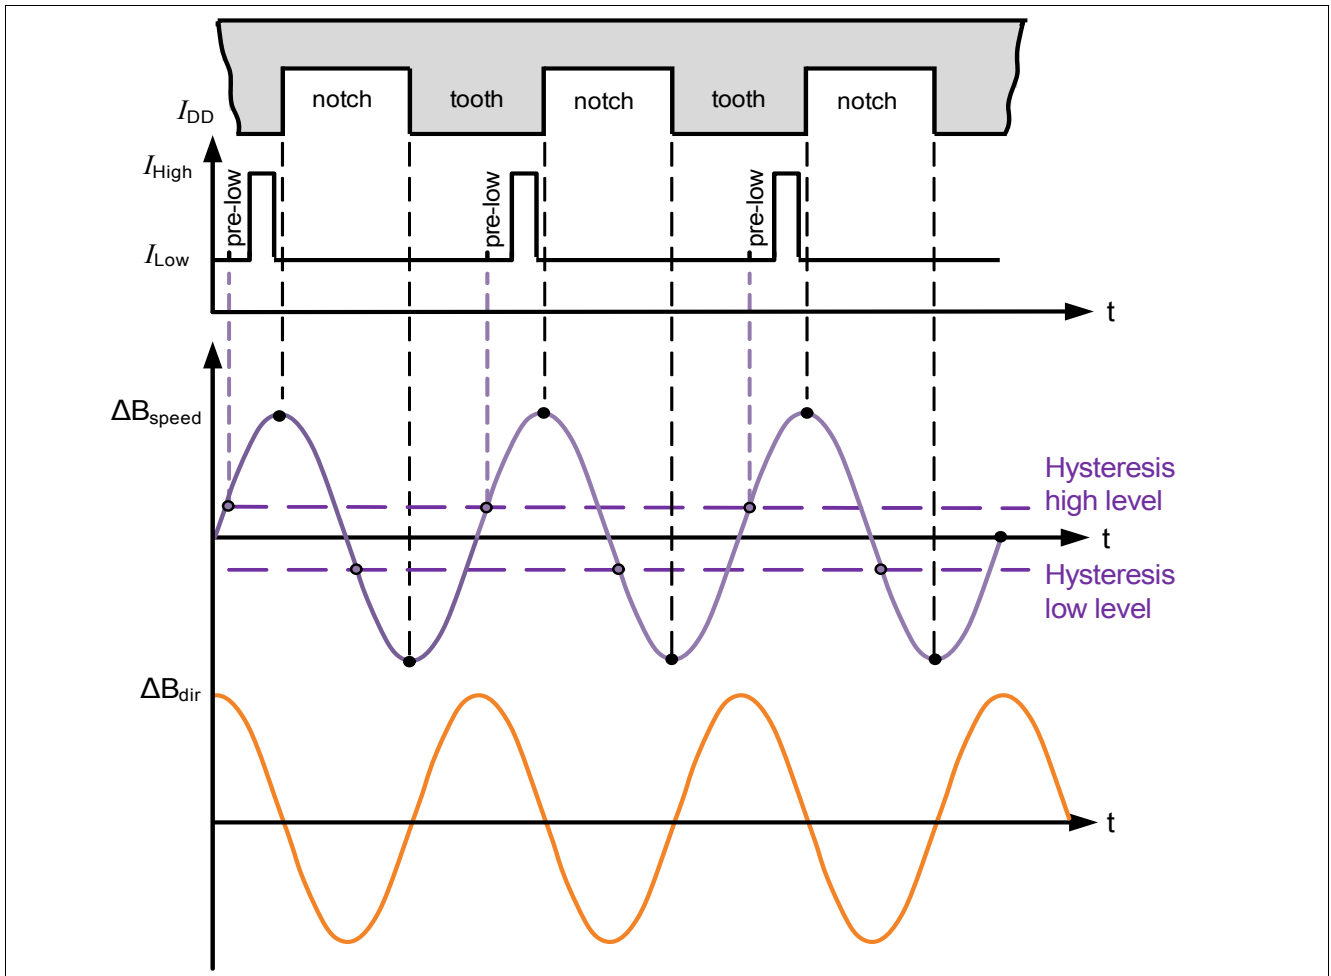 notch
tooth
notch
tooth
notch
IDD
IHigh
pre-low
pre-low
pre-low
ILow
t
ΔBspeed
Hysteresis
high level
t
Hysteresis
low level
ΔBdir
t